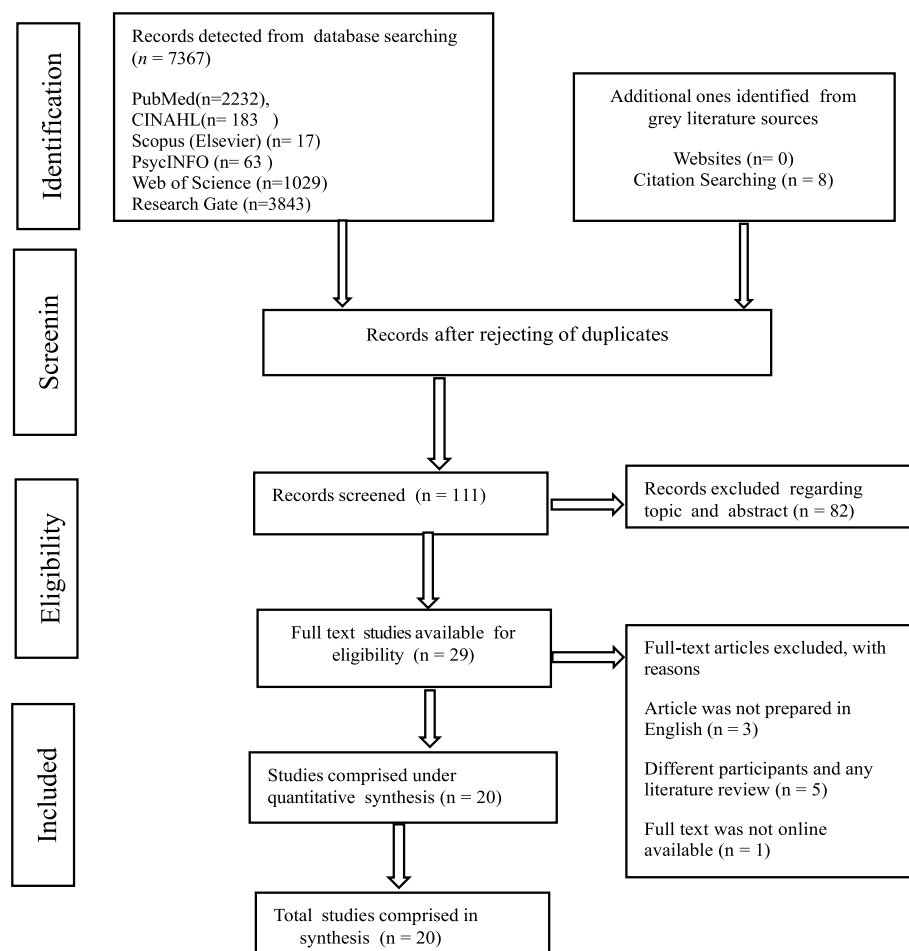 Identification
Records detected from database searching
(n = 7367)
PubMed(n=2232),
CINAHL(n= 183 )
Scopus (Elsevier) (n= 17)
PsycINFO (n= 63 )
Web of Science (n=1029)
Research Gate (n=3843)
Additional ones identified from
grey literature sources
Websites (n= 0)
Citation Searching (n = 8)
Screenin
Records after rejecting of duplicates
Eligibility
Records screened (n = 111)
Records excluded regarding
topic and abstract (n = 82)
Full text studies available for
eligibility (n = 29)
Full-text articles excluded, with
reasons
Article was not prepared in
English (n = 3)
Different participants and any
literature review (n = 5)
Full text was not online
available (n = 1)
Included
Studies comprised under
quantitative synthesis (n = 20)
Total studies comprised in
synthesis (n = 20)